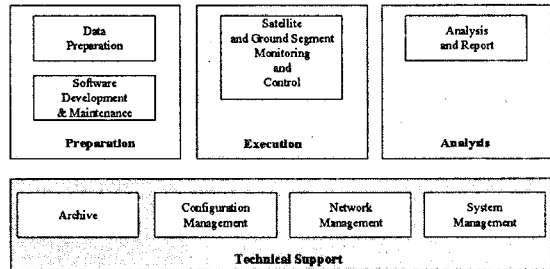 Data
Preparation
Software
Development
& Maintenance
Preparation
Satellite
and Ground Segment
Monitoring
and
Control
Execution
Analysis
and Report
Analysis
Archive
Configuration
Management
Network
Management
System
Management
Technical Support